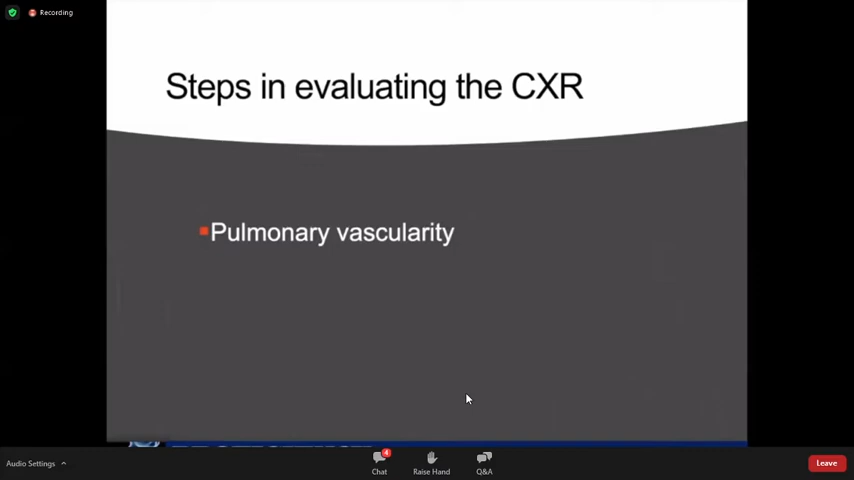 Recording
Steps in evaluating the CXR
Pulmonary vascularity
Audio Settings
4
Chat
Raise Hand
Q&A
Leave